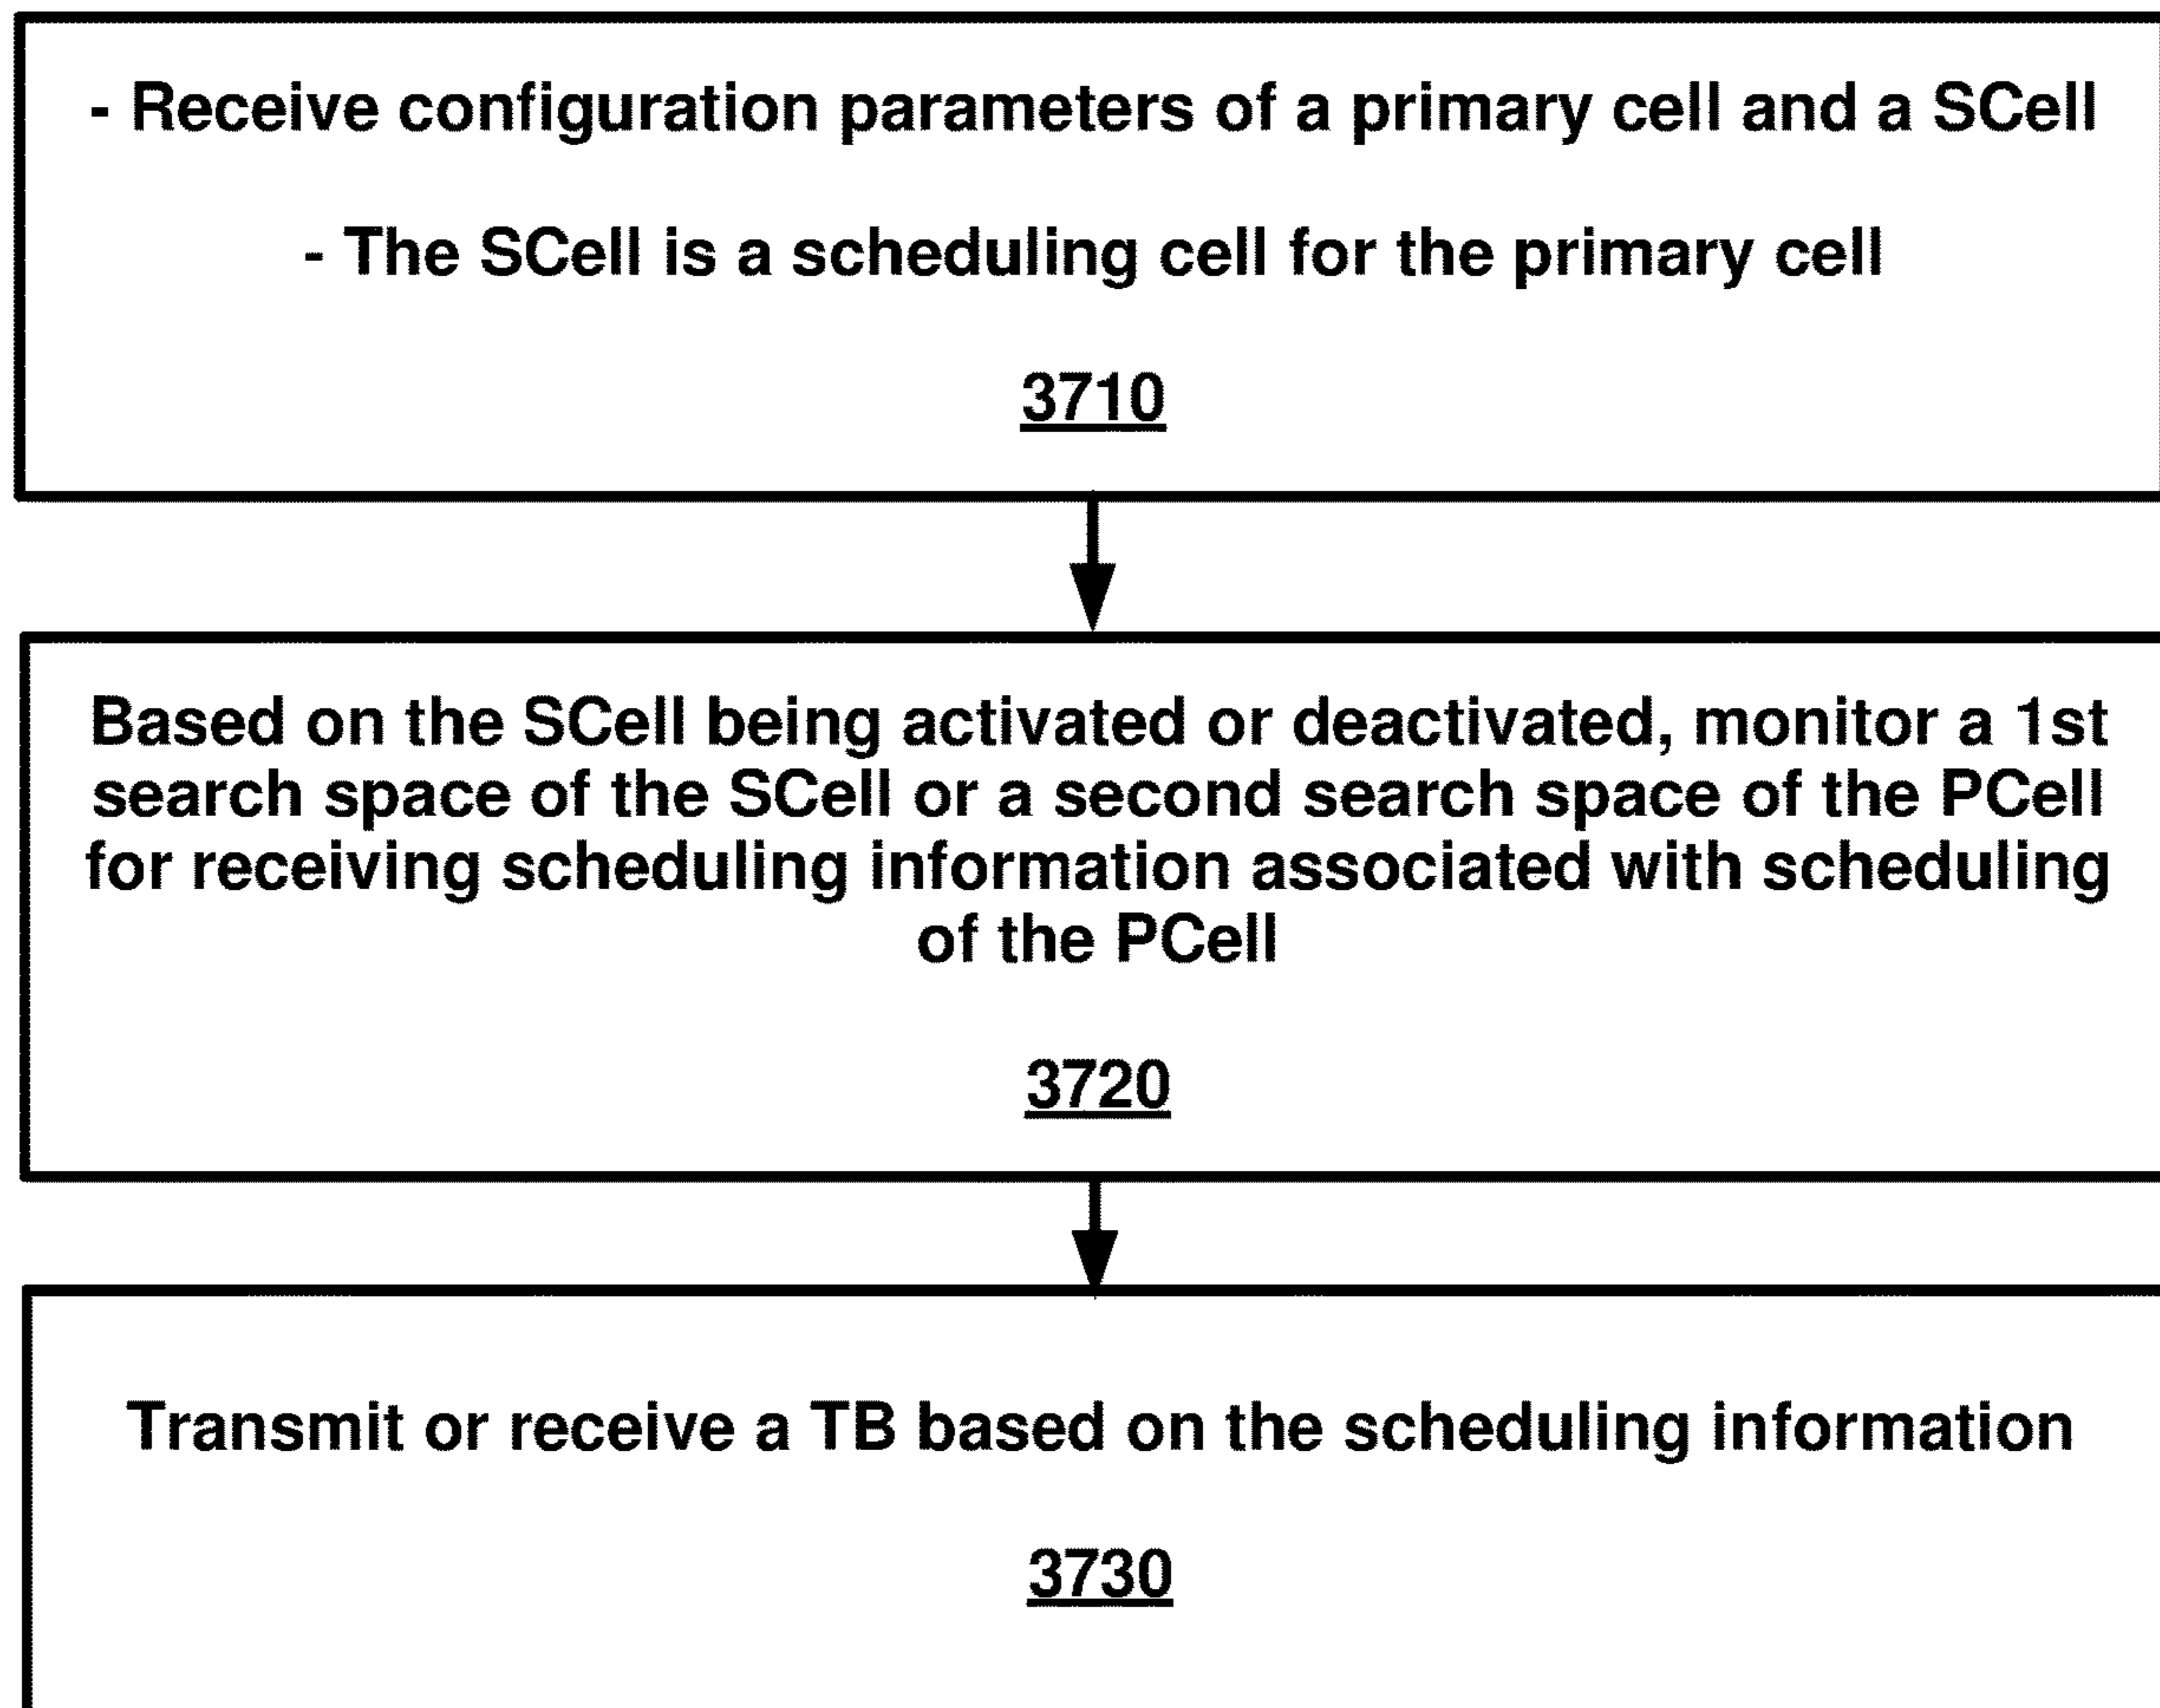 - Receive configuration parameters of a primary cell and a SCell
- The SCell is a scheduling cell for the primary cell
3710
Based on the SCell being activated or deactivated, monitor a 1st
search space of the SCell or a second search space of the PCell
for receiving scheduling information associated with scheduling
of the PCell
3720
Transmit or receive a TB based on the scheduling information
3730